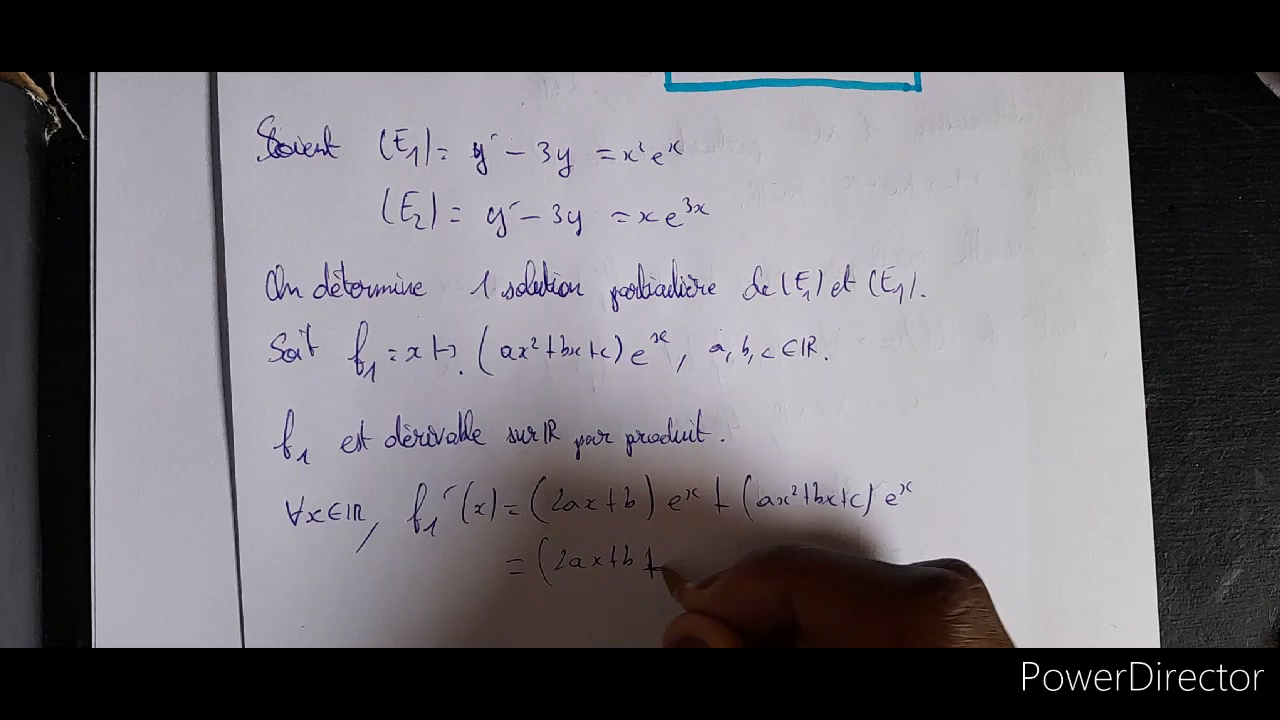 Soient (E₁) = y' - 3y = x²eˣ
(E₂) = y' - 3y = x e³ˣ
On détermine 1 solution particulière de (E₁) et (E₁).
Soit f₁ = x ↦ (ax² + bx + c) eˣ, a, b, c ∈ ℝ.
f₁ est dérivable sur ℝ par produit.
∀x ∈ ℝ, f₁'(x) = (2ax + b) eˣ + (ax² + bx + c) eˣ
= (2ax + b +
PowerDirector